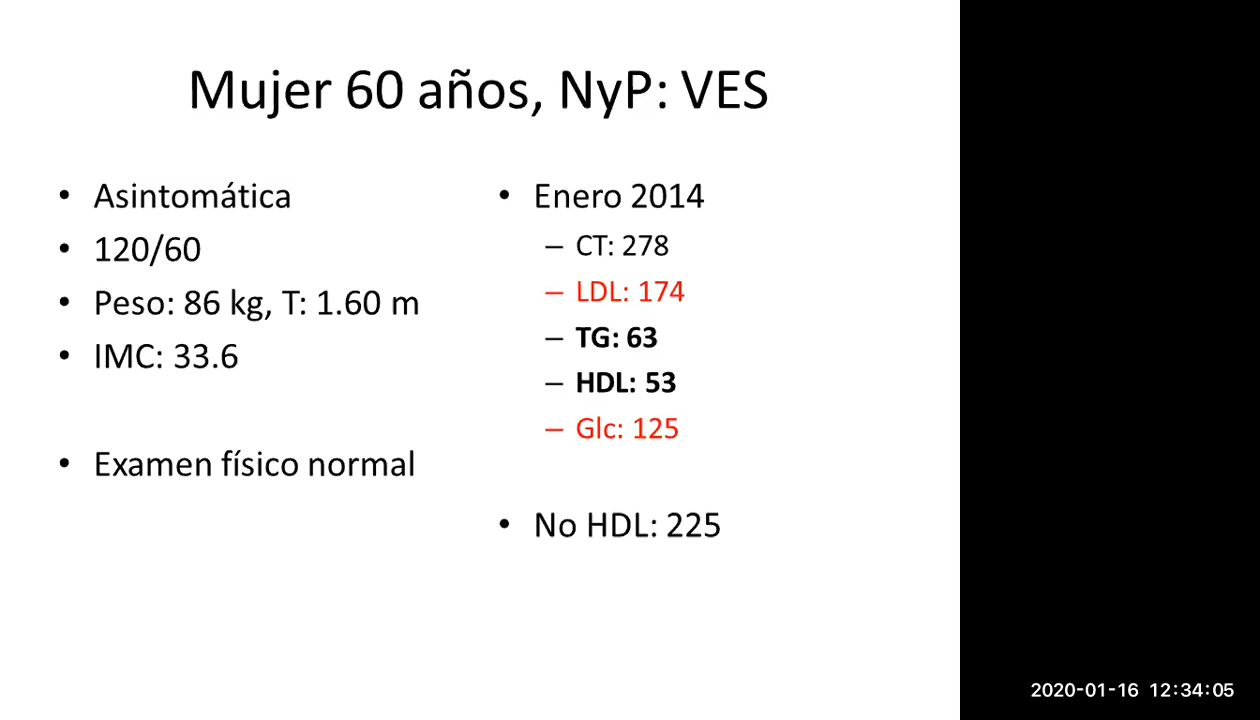 Mujer 60 años, NyP: VES
• Asintomática
• 120/60
• Peso: 86 kg, T: 1.60 m
• IMC: 33.6
• Examen físico normal
• Enero 2014
– CT: 278
– LDL: 174
– TG: 63
– HDL: 53
– Glc: 125
• No HDL: 225
2020-01-16 12:34:05